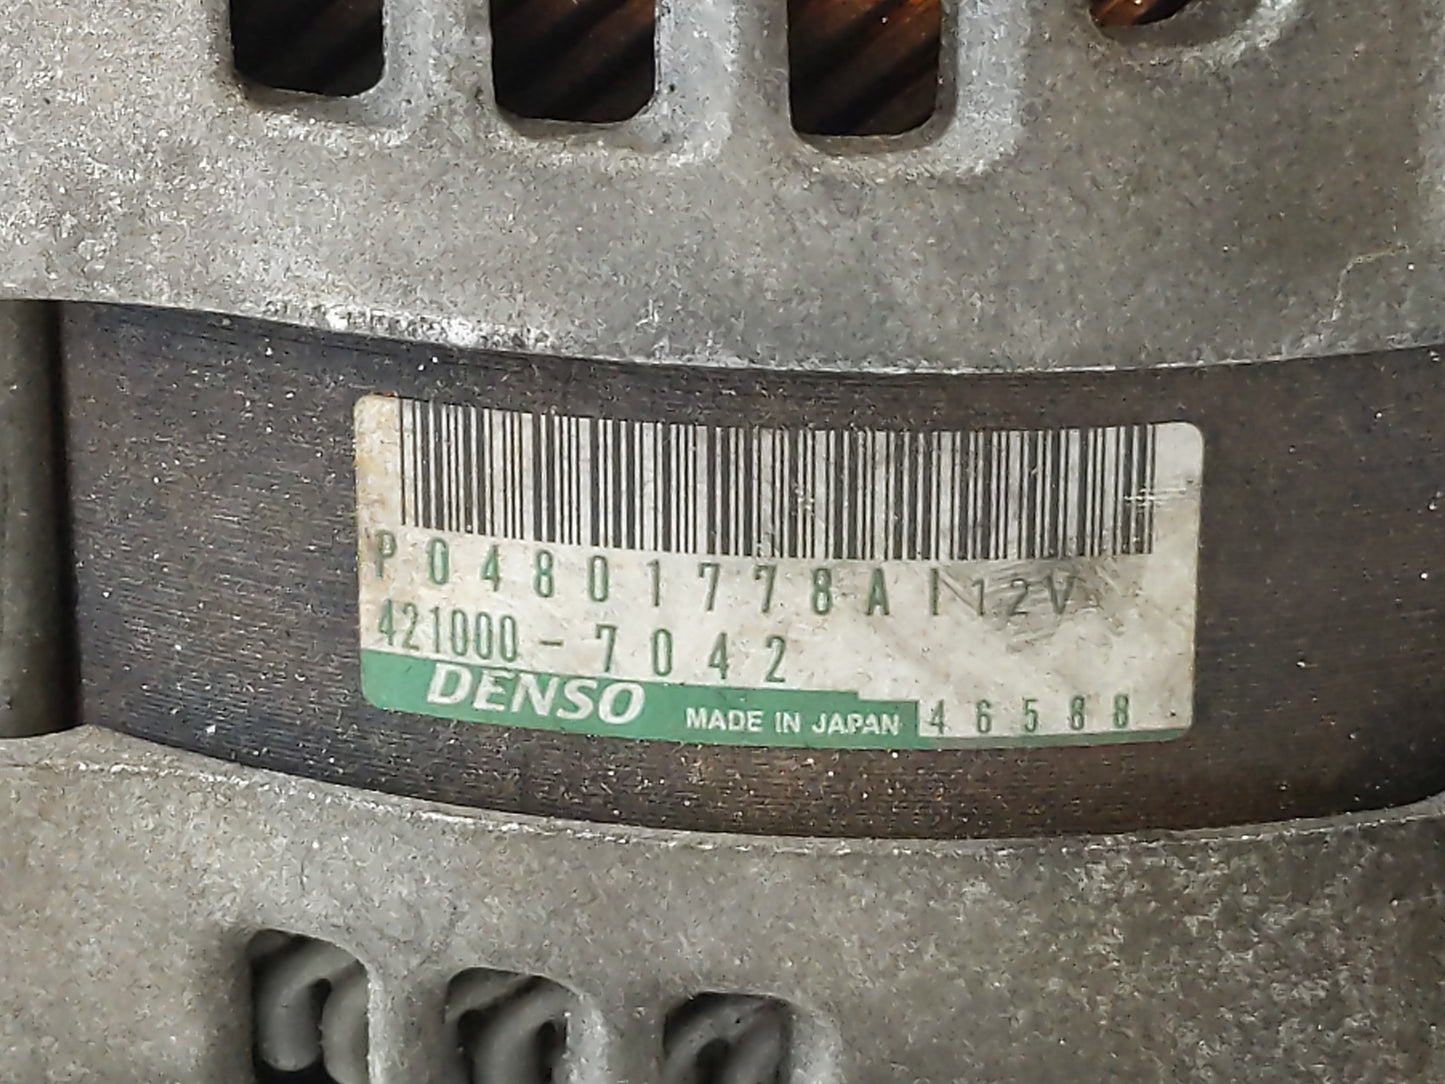 P04801778AI 12V
421000-7042
DENSO MADE IN JAPAN 46588